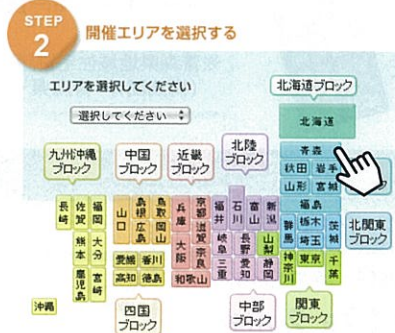 STEP
2
開催エリアを選択する
エリアを選択してください
選択してください
北海道ブロック
北海道
九州沖縄
ブロック
中国
ブロック
近畿
ブロック
北陸
ブロック
青森
秋田 岩手
山形 宮城
福島
長崎
佐賀
福岡
山口
島根
鳥取
広島
岡山
兵庫
京都
滋賀
福井
石川
富山
新潟
群馬
栃木
茨城
北関東
ブロック
熊本
大分
大阪
奈良
岐阜
長野
山梨
埼玉
愛媛 香川
三重
愛知
静岡
神奈川
東京
千葉
鹿児島
宮崎
高知 徳島
和歌山
沖縄
四国
ブロック
中部
ブロック
関東
ブロック